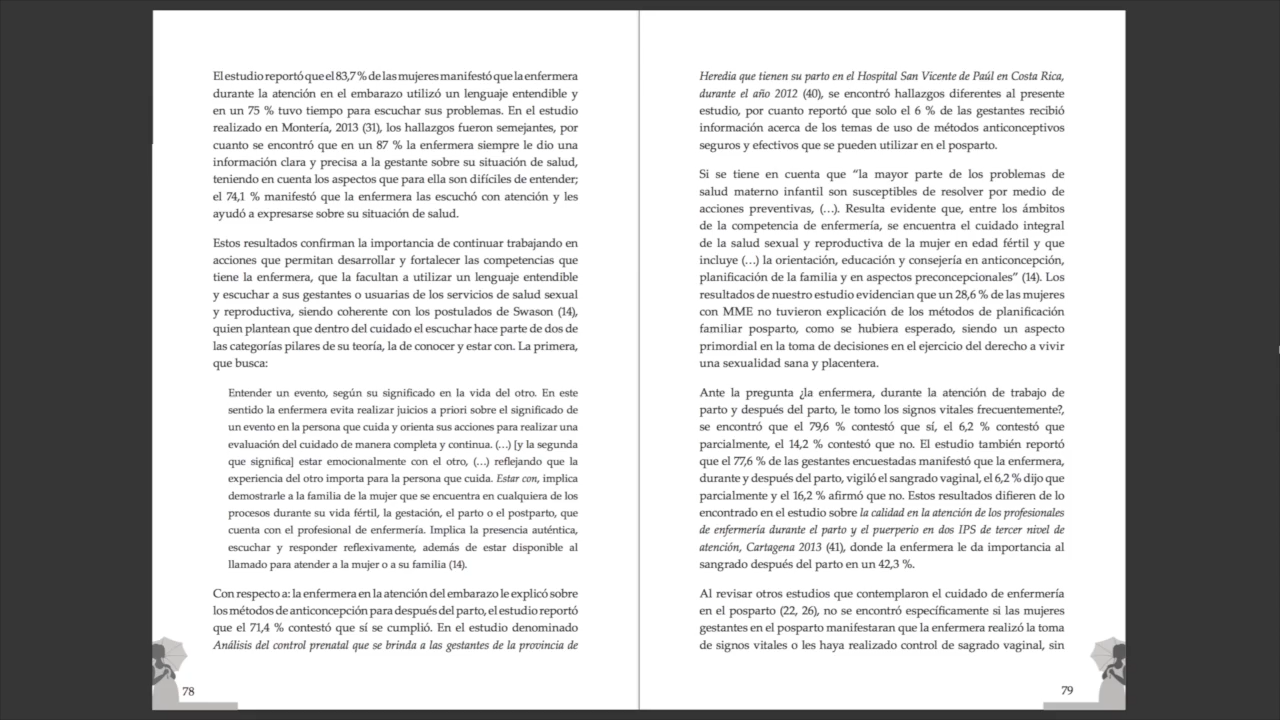 El estudio reportó que el 83,7 % de las mujeres manifestó que la enfermera
durante la atención en el embarazo utilizó un lenguaje entendible y
en un 75 % tuvo tiempo para escuchar sus problemas. En el estudio
realizado en Montería, 2013 (31), los hallazgos fueron semejantes, por
cuanto se encontró que en un 87 % la enfermera siempre le dio una
información clara y precisa a la gestante sobre su situación de salud,
teniendo en cuenta los aspectos que para ella son difíciles de entender;
el 74,1 % manifestó que la enfermera las escuchó con atención y les
ayudó a expresarse sobre su situación de salud.
Estos resultados confirman la importancia de continuar trabajando en
acciones que permitan desarrollar y fortalecer las competencias que
tiene la enfermera, que la facultan a utilizar un lenguaje entendible
y escuchar a sus gestantes o usuarias de los servicios de salud sexual
y reproductiva, siendo coherente con los postulados de Swason (14),
quien plantean que dentro del cuidado el escuchar hace parte de dos de
las categorías pilares de su teoría, la de conocer y estar con. La primera,
que busca:
Entender un evento, según su significado en la vida del otro. En este
sentido la enfermera evita realizar juicios a priori sobre el significado de
un evento en la persona que cuida y orienta sus acciones para realizar una
evaluación del cuidado de manera completa y continua. (…) [y la segunda
que significa] estar emocionalmente con el otro, (…) reflejando que la
experiencia del otro importa para la persona que cuida. Estar con, implica
demostrarle a la familia de la mujer que se encuentra en cualquiera de los
procesos durante su vida fértil, la gestación, el parto o el postparto, que
cuenta con el profesional de enfermería. Implica la presencia auténtica,
escuchar y responder reflexivamente, además de estar disponible al
llamado para atender a la mujer o a su familia (14).
Con respecto a: la enfermera en la atención del embarazo le explicó sobre
los métodos de anticoncepción para después del parto, el estudio reportó
que el 71,4 % contestó que sí se cumplió. En el estudio denominado
Análisis del control prenatal que se brinda a las gestantes de la provincia de
78
Heredia que tienen su parto en el Hospital San Vicente de Paúl en Costa Rica,
durante el año 2012 (40), se encontró hallazgos diferentes al presente
estudio, por cuanto reportó que solo el 6 % de las gestantes recibió
información acerca de los temas de uso de métodos anticonceptivos
seguros y efectivos que se pueden utilizar en el posparto.
Si se tiene en cuenta que “la mayor parte de los problemas de
salud materno infantil son susceptibles de resolver por medio de
acciones preventivas, (…). Resulta evidente que, entre los ámbitos
de la competencia de enfermería, se encuentra el cuidado integral
de la salud sexual y reproductiva de la mujer en edad fértil y que
incluye (…) la orientación, educación y consejería en anticoncepción,
planificación de la familia y en aspectos preconcepcionales” (14). Los
resultados de nuestro estudio evidencian que un 28,6 % de las mujeres
con MME no tuvieron explicación de los métodos de planificación
familiar posparto, como se hubiera esperado, siendo un aspecto
primordial en la toma de decisiones en el ejercicio del derecho a vivir
una sexualidad sana y placentera.
Ante la pregunta ¿la enfermera, durante la atención de trabajo de
parto y después del parto, le tomo los signos vitales frecuentemente?,
se encontró que el 79,6 % contestó que sí, el 6,2 % contestó que
parcialmente, el 14,2 % contestó que no. El estudio también reportó
que el 77,6 % de las gestantes encuestadas manifestó que la enfermera,
durante y después del parto, vigiló el sangrado vaginal, el 6,2 % dijo que
parcialmente y el 16,2 % afirmó que no. Estos resultados difieren de lo
encontrado en el estudio sobre la calidad en la atención de los profesionales
de enfermería durante el parto y el puerperio en dos IPS de tercer nivel de
atención, Cartagena 2013 (41), donde la enfermera le da importancia al
sangrado después del parto en un 42,3 %.
Al revisar otros estudios que contemplaron el cuidado de enfermería
en el posparto (22, 26), no se encontró específicamente si las mujeres
gestantes en el posparto manifestaran que la enfermera realizó la toma
de signos vitales o les haya realizado control de sagrado vaginal, sin
79